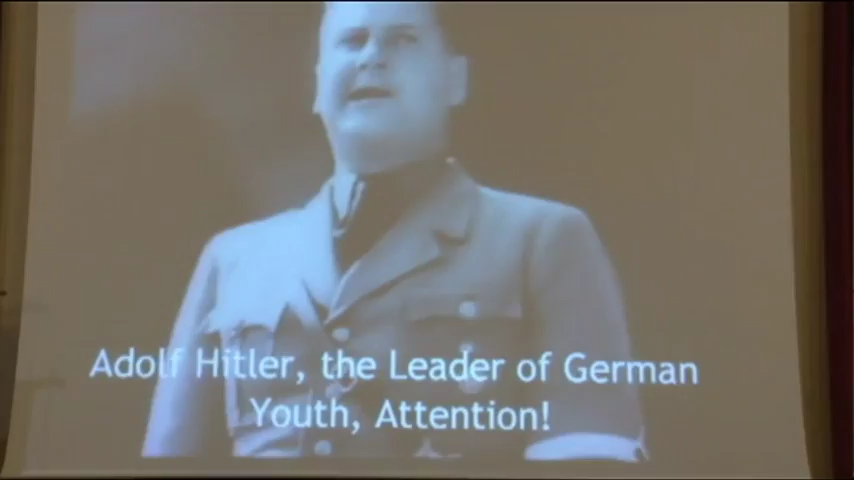 Adolf Hitler, the Leader of German
Youth, Attention!